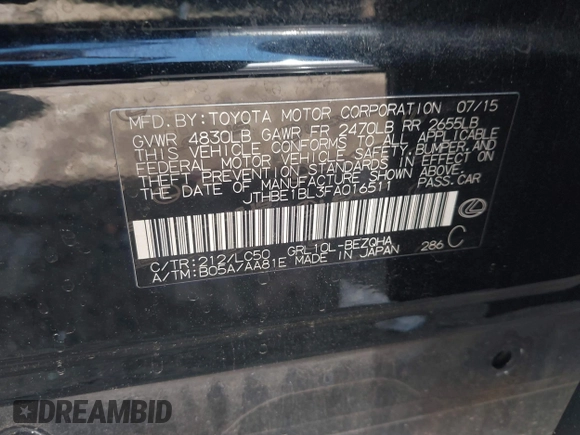 MFD. BY: TOYOTA MOTOR CORPORATION 07/15
GVWR 4830LB GAWR FR 2470LB RR 2655LB
THIS VEHICLE CONFORMS TO ALL APPLICABLE
FEDERAL MOTOR VEHICLE SAFETY, BUMPER, AND
THEFT PREVENTION STANDARDS IN EFFECT ON
THE DATE OF MANUFACTURE SHOWN ABOVE.
JTHBE1BL3FA016511 PASS. CAR
C/TR: 212/LC50 GRL10L-BEZQHA
A/TM: B05A/AA81E MADE IN JAPAN 286 C
DREAMBID